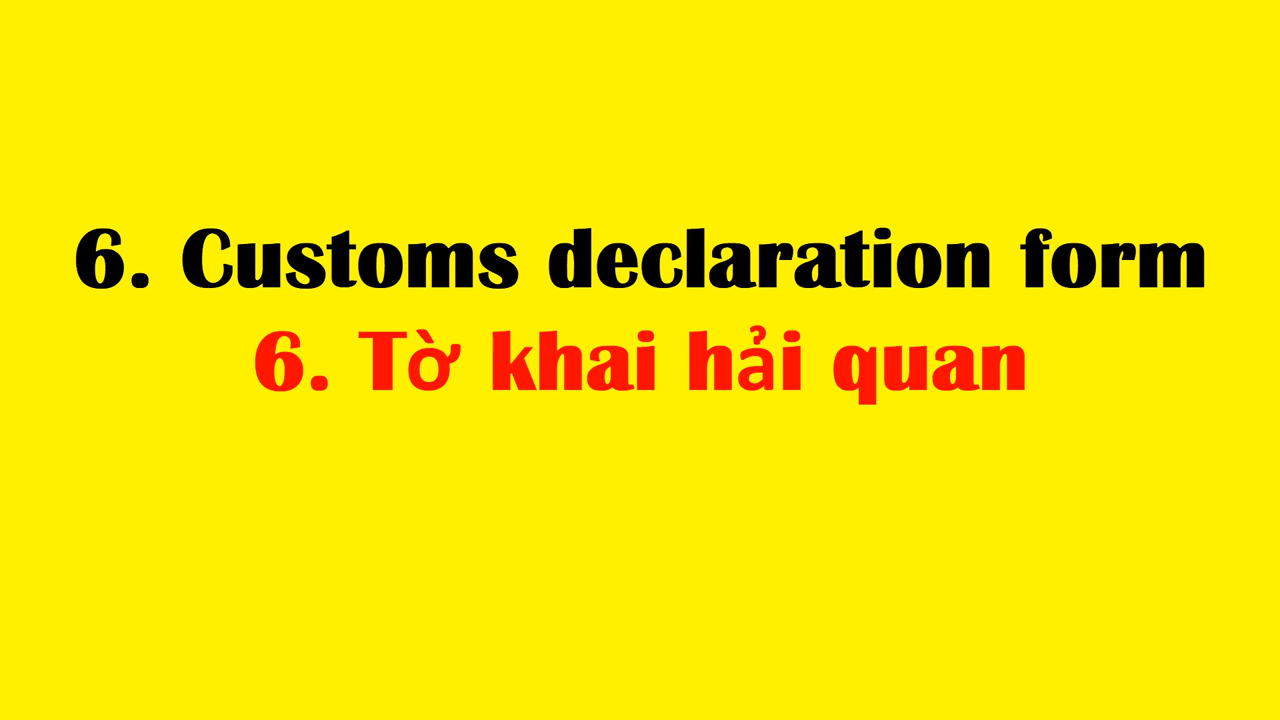 6. Customs declaration form
6. Tờ khai hải quan